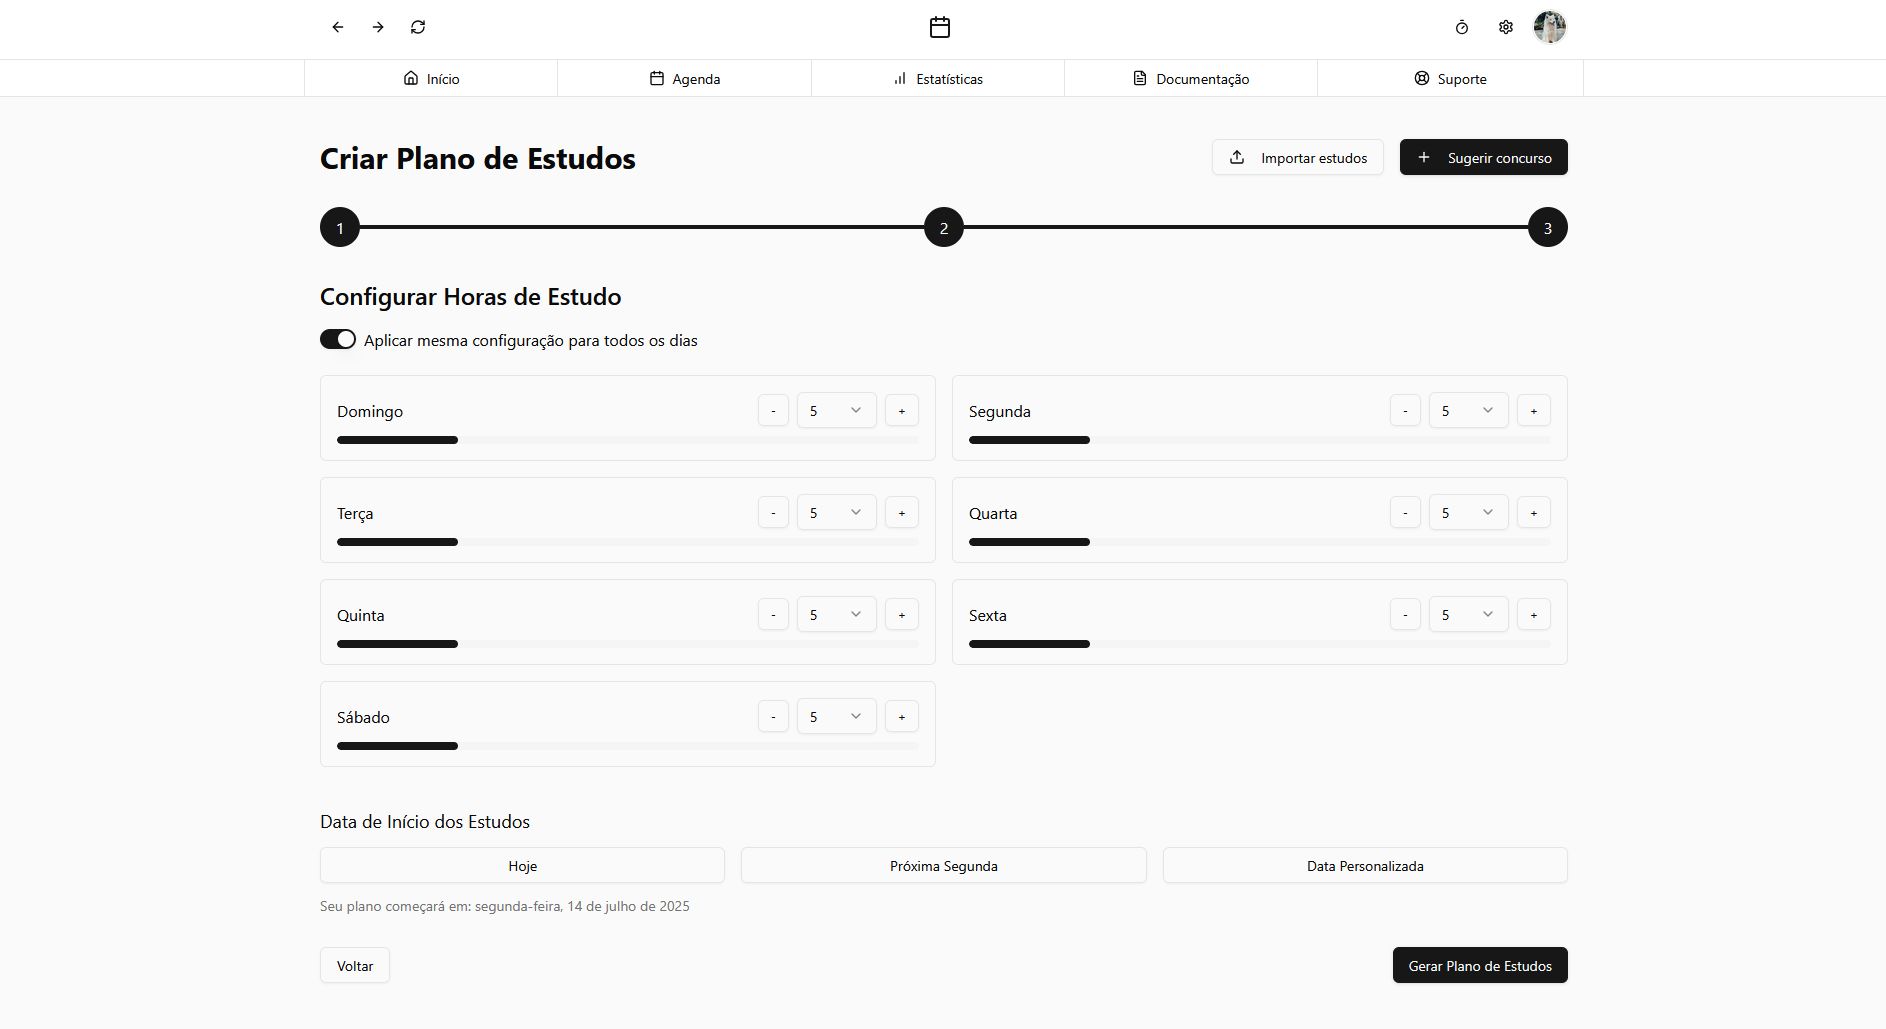 Início
Agenda
Estatísticas
Documentação
Suporte
Criar Plano de Estudos
Importar estudos
+ Sugerir concurso
1
2
3
Configurar Horas de Estudo
Aplicar mesma configuração para todos os dias
Domingo - 5 +
Segunda - 5 +
Terça - 5 +
Quarta - 5 +
Quinta - 5 +
Sexta - 5 +
Sábado - 5 +
Data de Início dos Estudos
Hoje
Próxima Segunda
Data Personalizada
Seu plano começará em: segunda-feira, 14 de julho de 2025
Voltar
Gerar Plano de Estudos